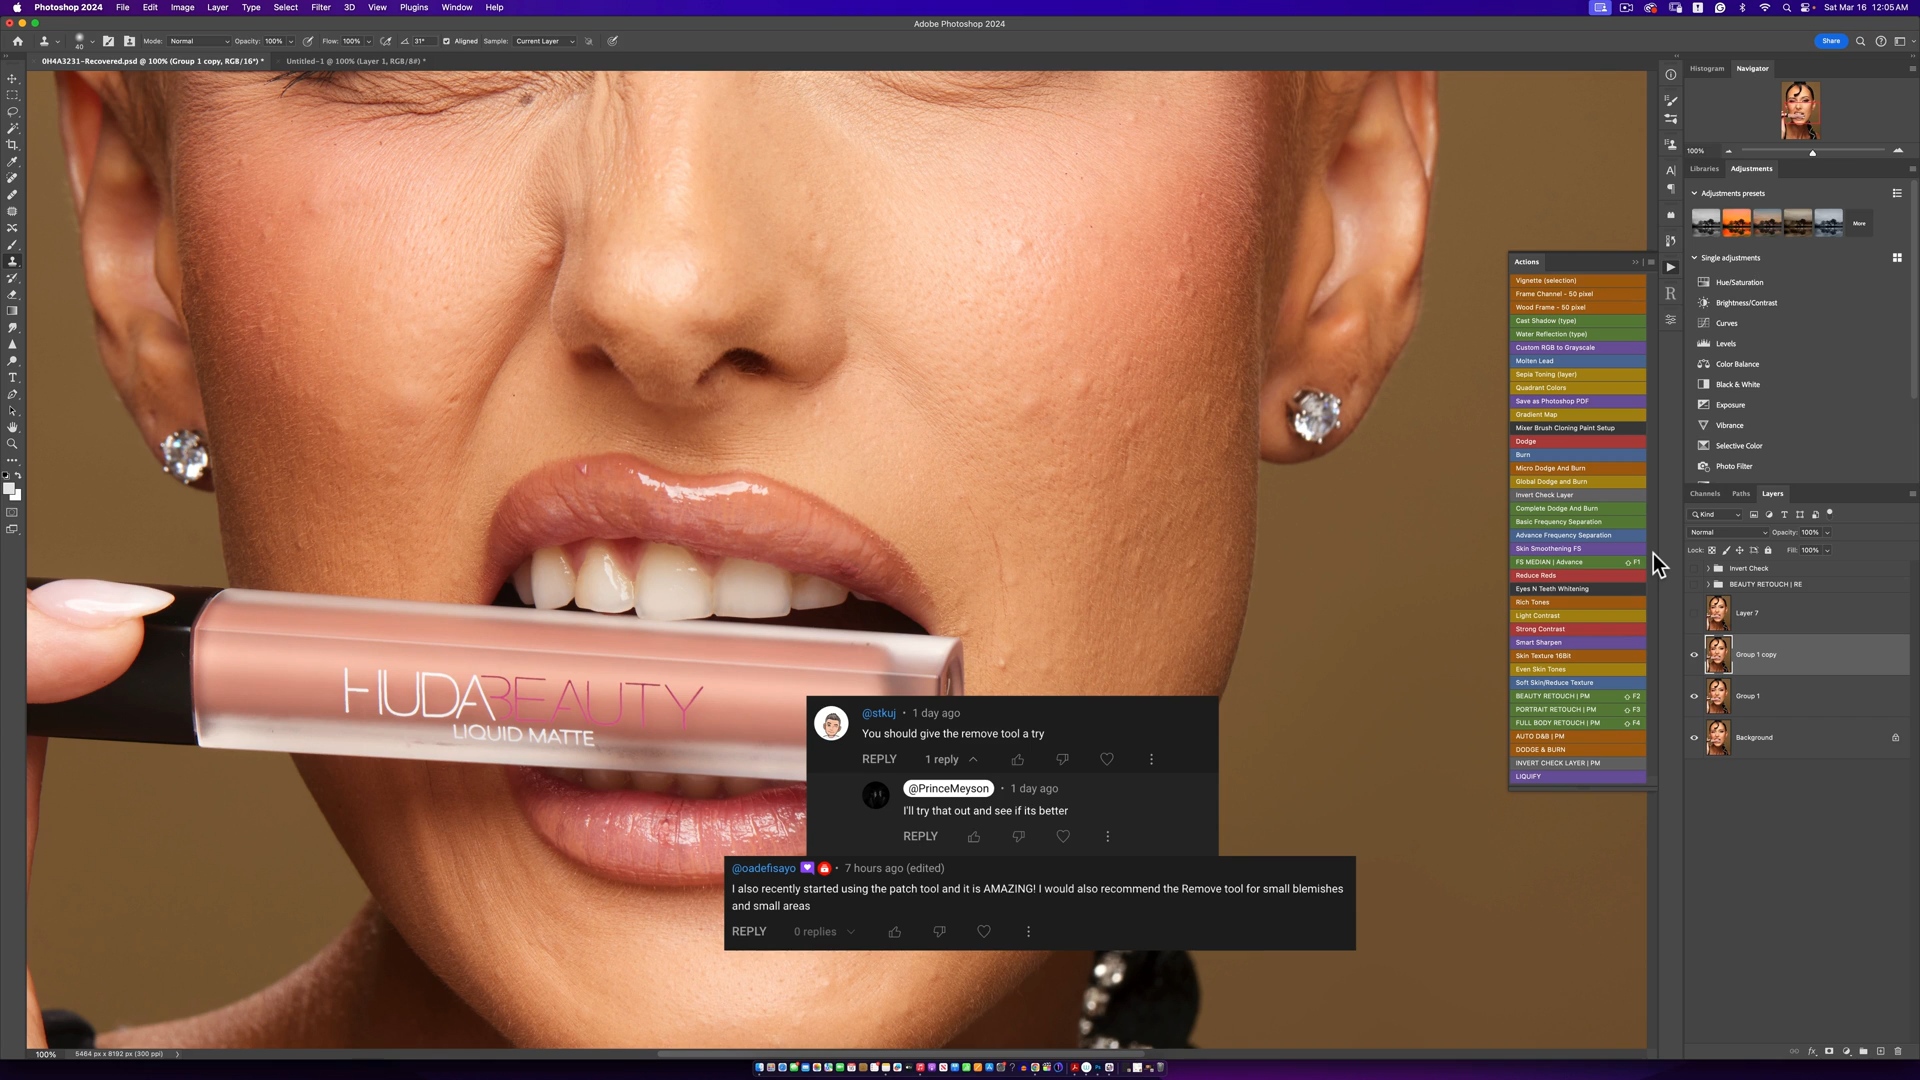 Photoshop 2024 File Edit Image Layer Type Select Filter 3D View Plugins Window Help
Sat Mar 16 12:05 AM
Adobe Photoshop 2024
40
Mode: Normal
Opacity: 100%
Flow: 100%
31°
Aligned
Sample: Current Layer
Share
0H4A3231-Recovered.psd @ 100% (Group 1 copy, RGB/16*) *
Untitled-1 @ 100% (Layer 1, RGB/8#) *
Histogram Navigator
100%
Libraries Adjustments
Adjustments presets
More
Single adjustments
Hue/Saturation
Brightness/Contrast
Curves
Levels
Color Balance
Black & White
Exposure
Vibrance
Selective Color
Photo Filter
Actions
Vignette (selection)
Frame Channel - 50 pixel
Wood Frame - 50 pixel
Cast Shadow (type)
Water Reflection (type)
Custom RGB to Grayscale
Molten Lead
Sepia Toning (layer)
Quadrant Colors
Save as Photoshop PDF
Gradient Map
Mixer Brush Cloning Paint Setup
Dodge
Burn
Micro Dodge And Burn
Global Dodge and Burn
Invert Check Layer
Complete Dodge And Burn
Basic Frequency Separation
Advance Frequency Separation
Skin Smoothening FS
FS MEDIAN | Advance F1
Reduce Reds
Eyes N Teeth Whitening
Rich Tones
Light Contrast
Strong Contrast
Smart Sharpen
Skin Texture 16Bit
Even Skin Tones
Soft Skin/Reduce Texture
BEAUTY RETOUCH | PM F2
PORTRAIT RETOUCH | PM F3
FULL BODY RETOUCH | PM F4
AUTO D&B | PM
DODGE & BURN
INVERT CHECK LAYER | PM
LIQUIFY
Channels Paths Layers
Kind
Normal
Opacity: 100%
Lock:
Fill: 100%
Invert Check
BEAUTY RETOUCH | RE
Layer 7
Group 1 copy
Group 1
Background
HUDABEAUTY
LIQUID MATTE
@stkuj • 1 day ago
You should give the remove tool a try
REPLY 1 reply
@PrinceMeyson • 1 day ago
I'll try that out and see if its better
REPLY
@oadefisayo • 7 hours ago (edited)
I also recently started using the patch tool and it is AMAZING! I would also recommend the Remove tool for small blemishes
and small areas
REPLY 0 replies
100% 5464 px x 8192 px (300 ppi)